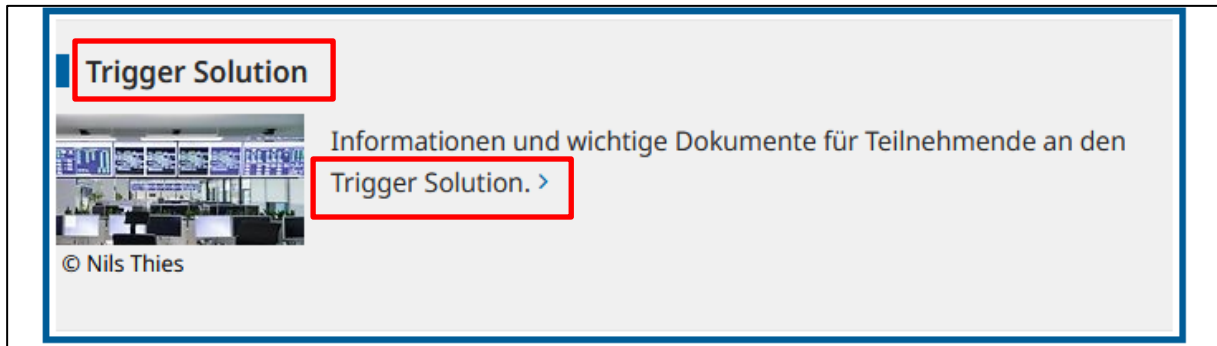 Trigger Solution
Informationen und wichtige Dokumente für Teilnehmende an den
Trigger Solution. >
© Nils Thies